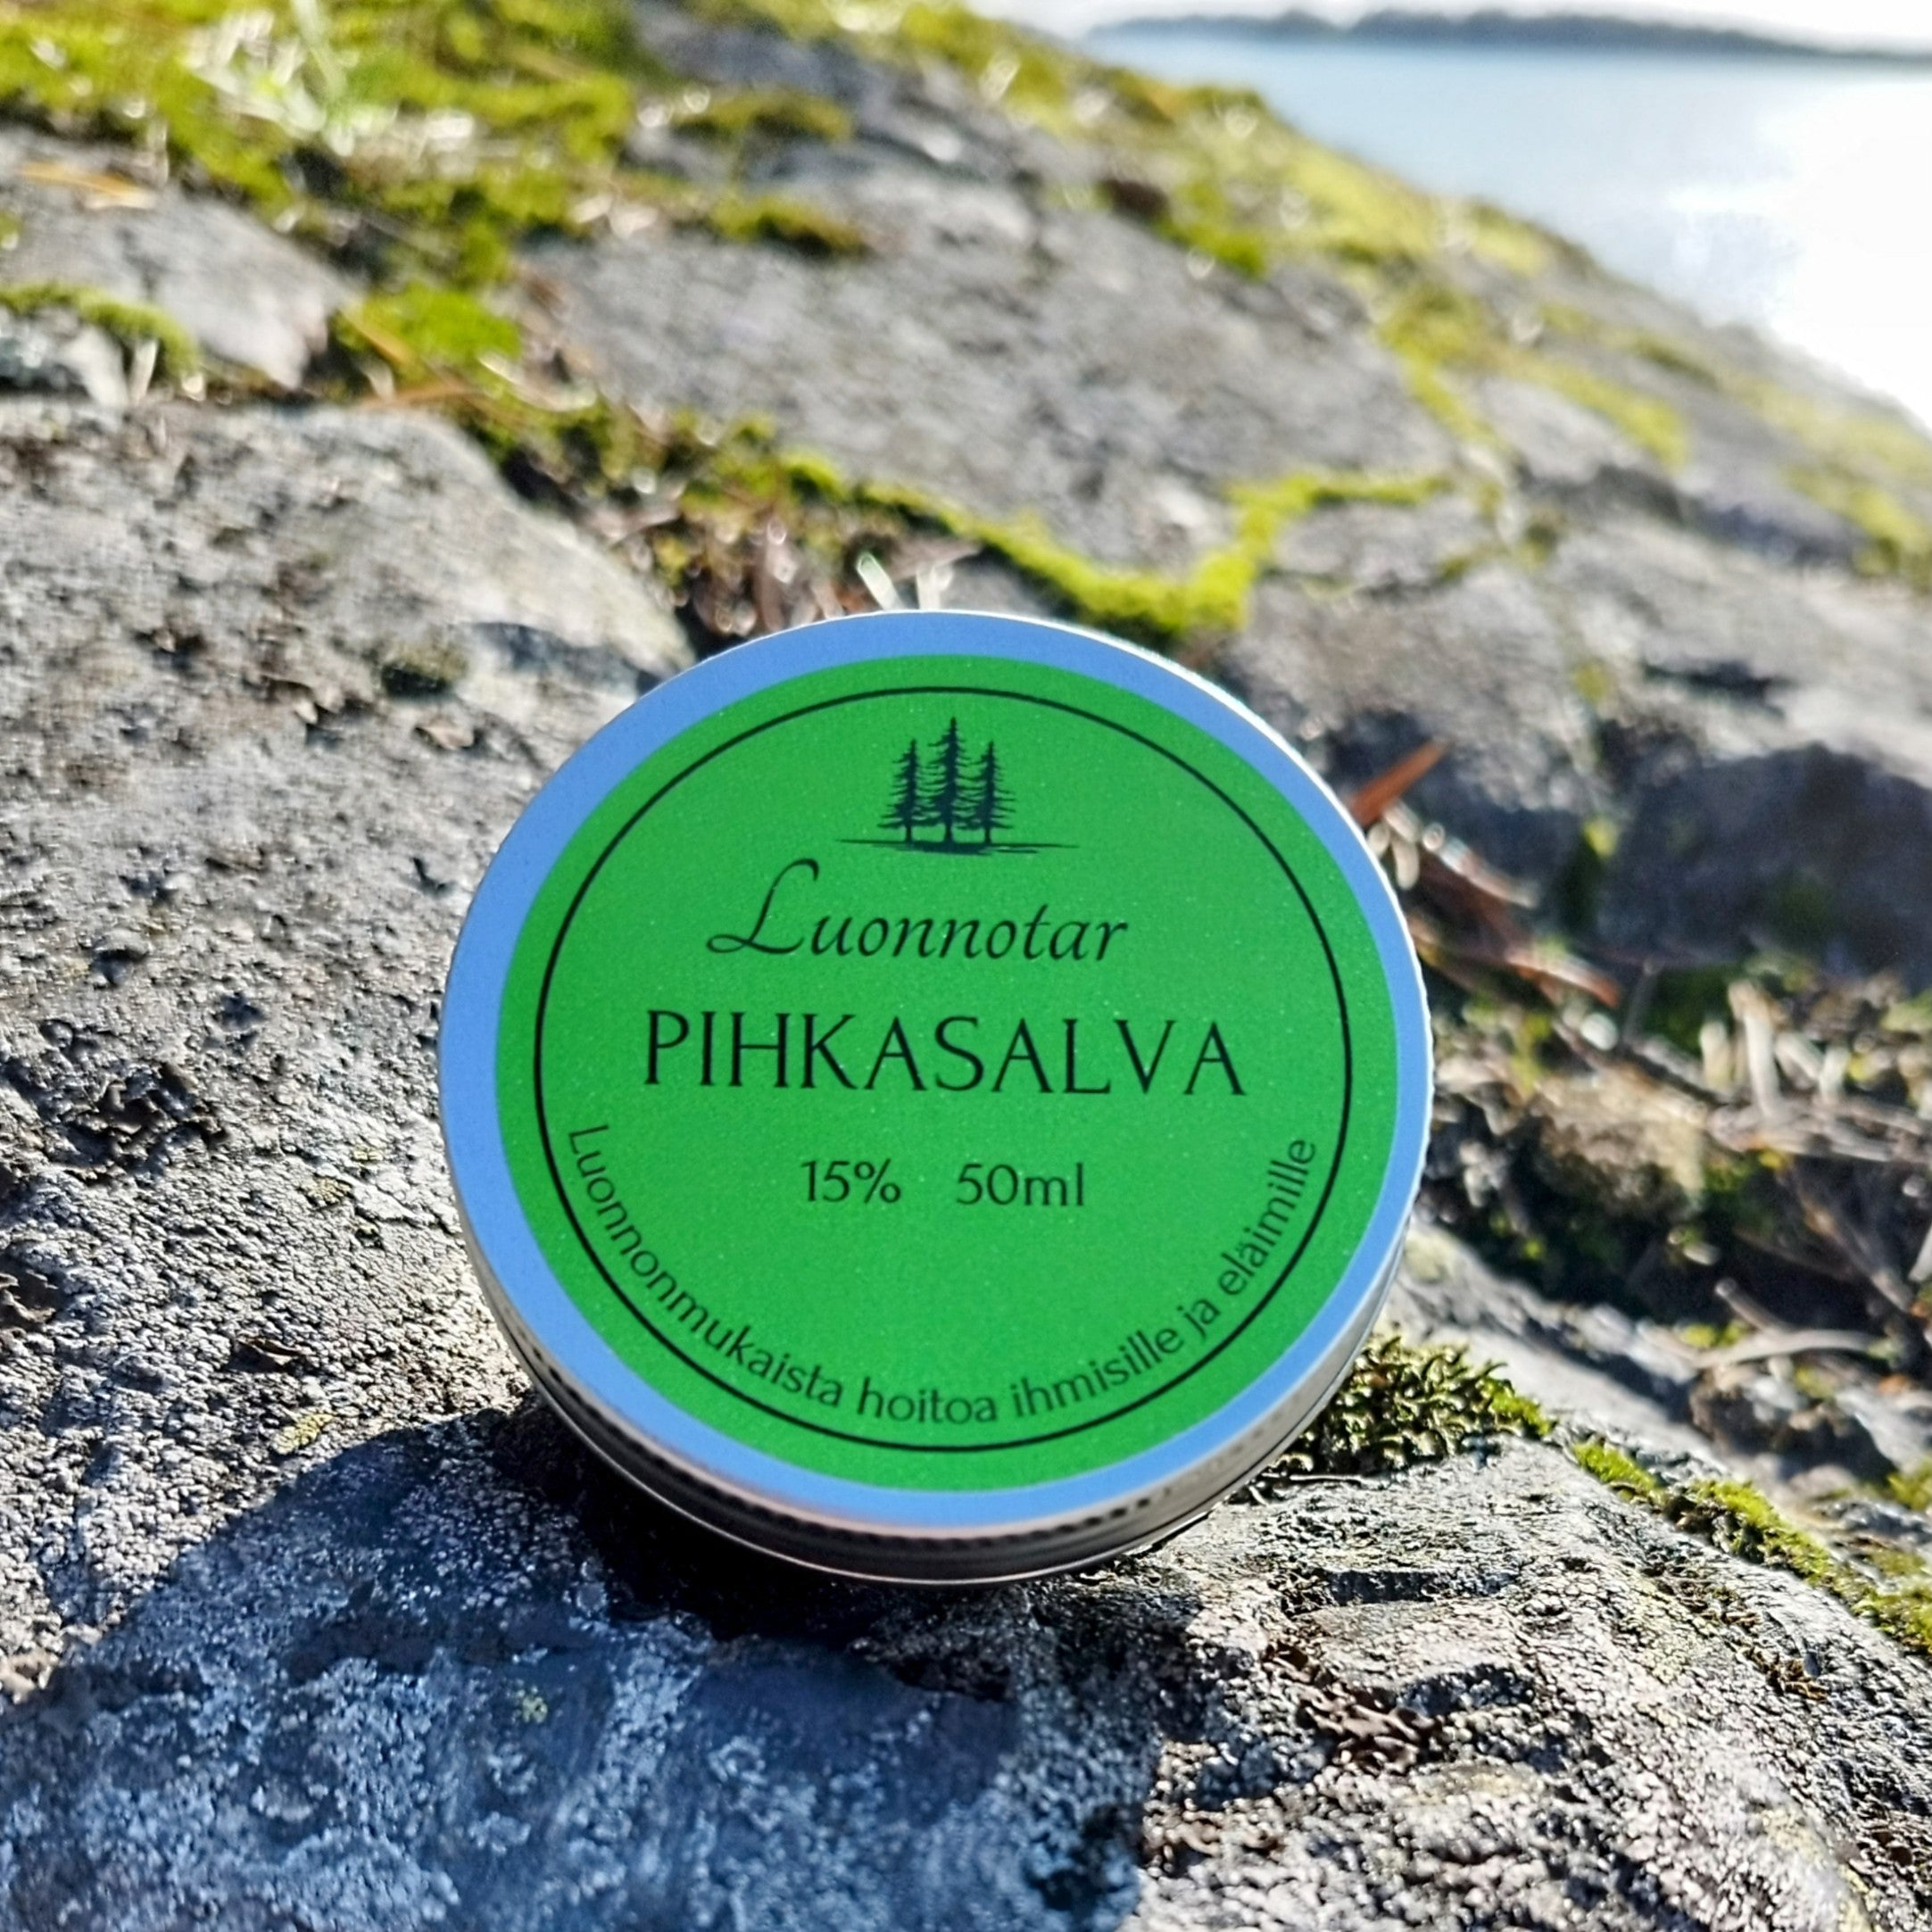 Luonnotar
PIHKASALVA
15% 50ml
Luonnonmukaista hoitoa ihmisille ja eläimille